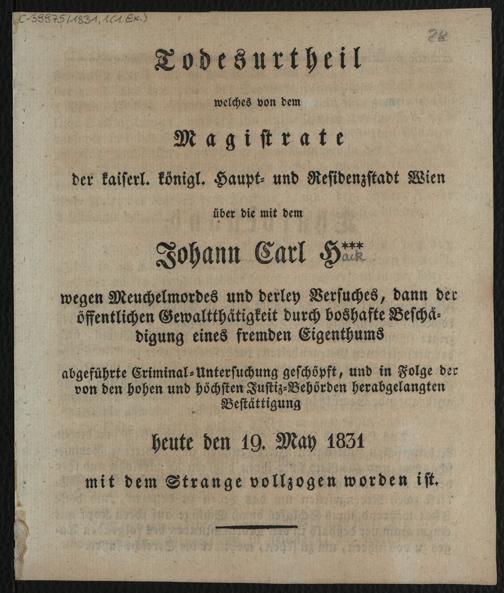 C-39975/1831,1(1.Ex.)
Todesurtheil
welches von dem
Magistrate
der kaiserl. königl. Haupt- und Residenzstadt Wien
über die mit dem
Johann Carl H***
ack
wegen Meuchelmordes und derley Versuches, dann der
öffentlichen Gewaltthätigkeit durch boshafte Beschä-
digung eines fremden Eigenthums
abgeführte Criminal-Untersuchung geschöpft, und in Folge der
von den hohen und höchsten Justiz-Behörden herabgelangten
Bestättigung
heute den 19. May 1831
mit dem Strange vollzogen worden ist.